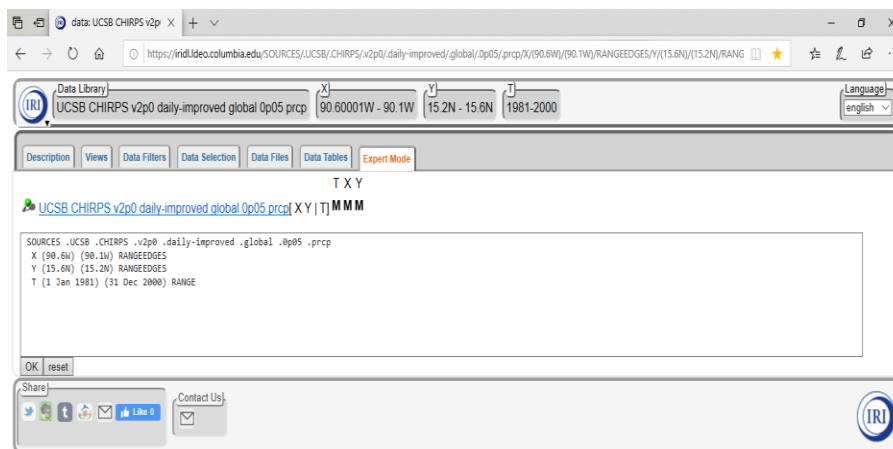 data: UCSB CHIRPS v2p
https://iridl.ldeo.columbia.edu/SOURCES/.UCSB/.CHIRPS/.v2p0/.daily-improved/.global/.0p05/.prcp/X/(90.6W)/(90.1W)/RANGEEDGES/Y/(15.6N)/(15.2N)/RANG
IRI
Data Library
UCSB CHIRPS v2p0 daily-improved global 0p05 prcp
X
90.60001W - 90.1W
Y
15.2N - 15.6N
T
1981-2000
Language
english
Description Views Data Filters Data Selection Data Files Data Tables Expert Mode
T X Y
UCSB CHIRPS v2p0 daily-improved global 0p05 prcp[ X Y | T] M M M
SOURCES .UCSB .CHIRPS .v2p0 .daily-improved .global .0p05 .prcp
X (90.6W) (90.1W) RANGEEDGES
Y (15.6N) (15.2N) RANGEEDGES
T (1 Jan 1981) (31 Dec 2000) RANGE
OK reset
Share
t Like 0
Contact Us
IRI